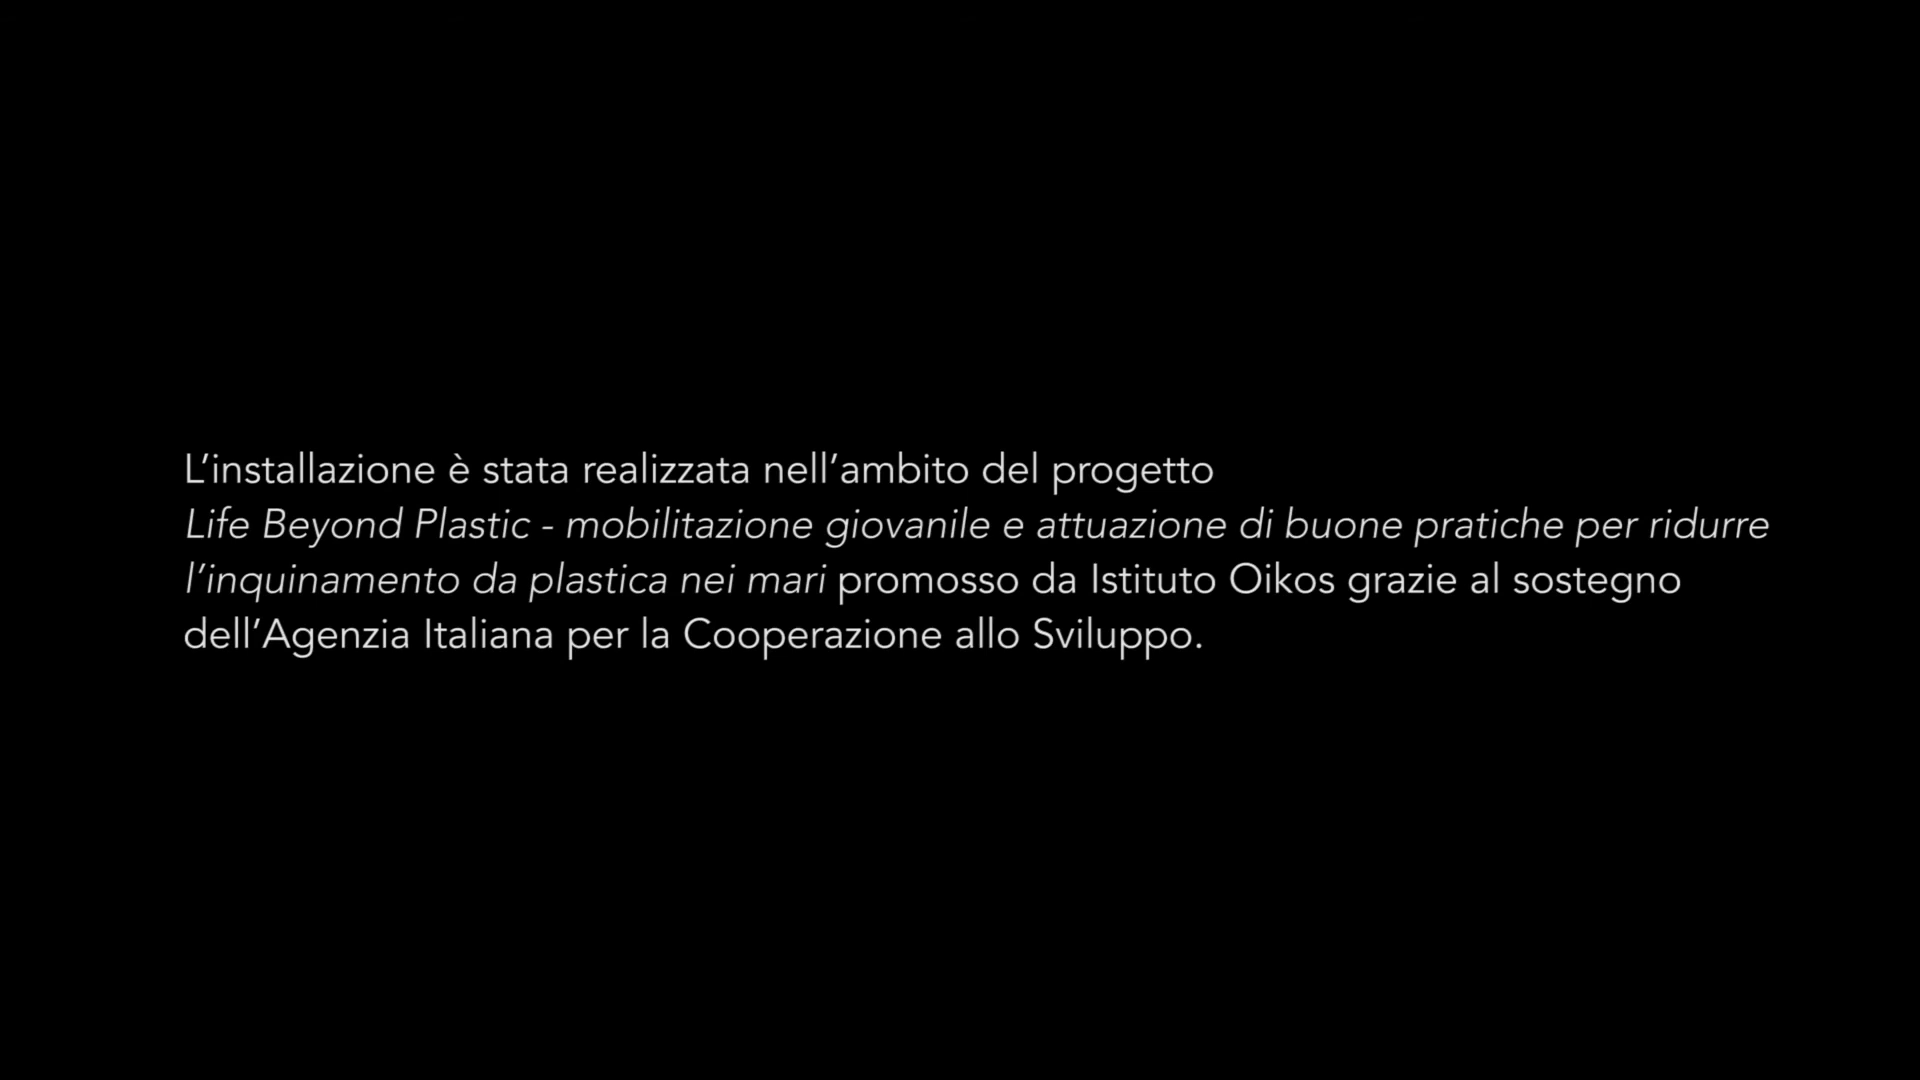 L’installazione è stata realizzata nell’ambito del progetto
Life Beyond Plastic - mobilitazione giovanile e attuazione di buone pratiche per ridurre
l’inquinamento da plastica nei mari promosso da Istituto Oikos grazie al sostegno
dell’Agenzia Italiana per la Cooperazione allo Sviluppo.